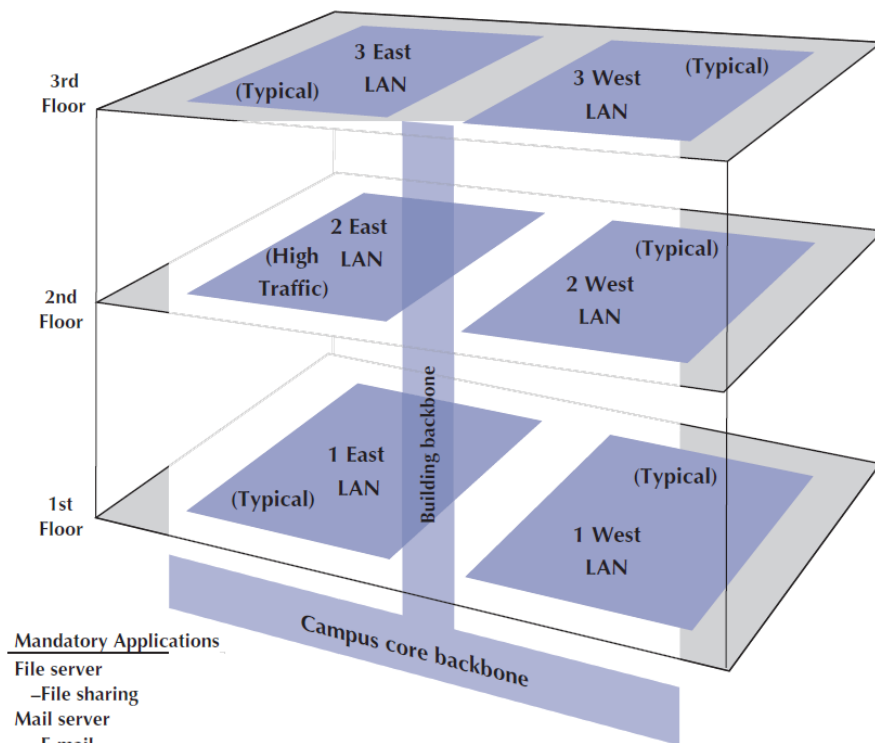 3rd
Floor
3 East
LAN
(Typical)
3 West
LAN
(Typical)
2nd
Floor
2 East
LAN
(High
Traffic)
2 West
LAN
(Typical)
1st
Floor
1 East
LAN
(Typical)
1 West
LAN
(Typical)
Building backbone
Campus core backbone
Mandatory Applications
File server
–File sharing
Mail server